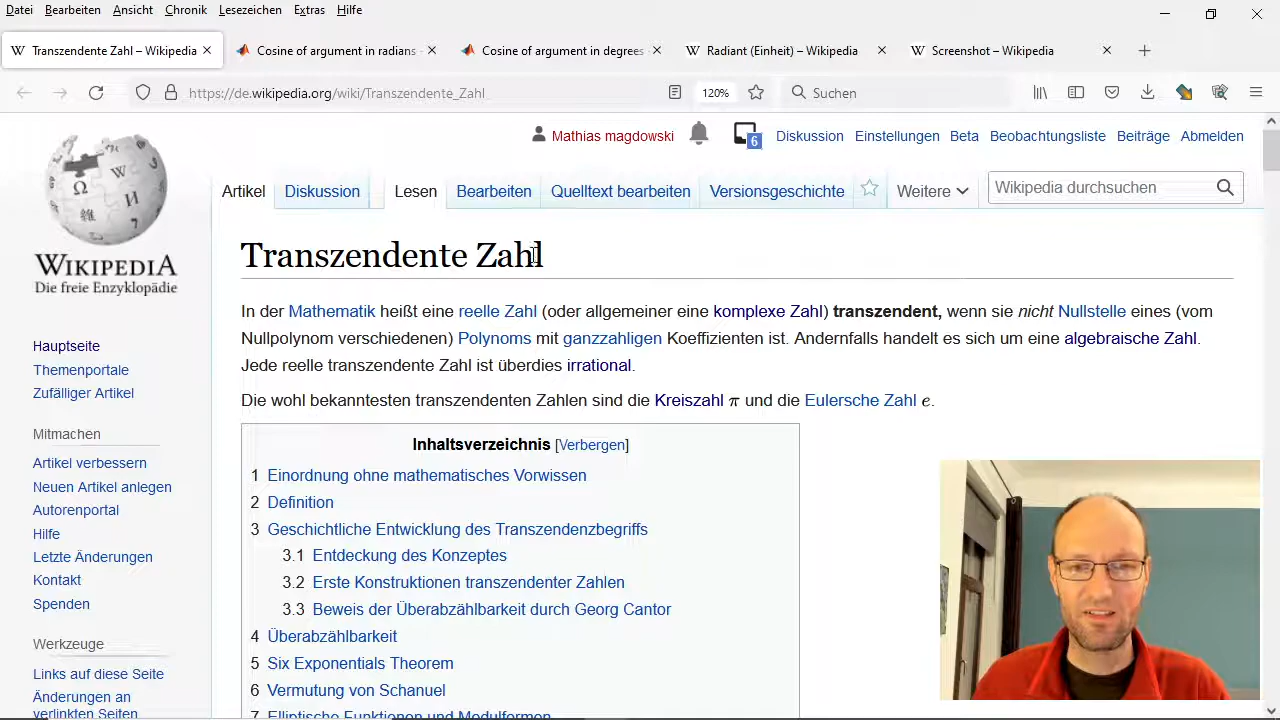 Datei Bearbeiten Ansicht Chronik Lesezeichen Extras Hilfe
Transzendente Zahl – Wikipedia Cosine of argument in radians Cosine of argument in degrees Radiant (Einheit) – Wikipedia Screenshot – Wikipedia
https://de.wikipedia.org/wiki/Transzendente_Zahl 120% Suchen
Mathias magdowski 6 Diskussion Einstellungen Beta Beobachtungsliste Beiträge Abmelden
Artikel Diskussion Lesen Bearbeiten Quelltext bearbeiten Versionsgeschichte Weitere Wikipedia durchsuchen
WIKIPEDIA
Die freie Enzyklopädie
Hauptseite
Themenportale
Zufälliger Artikel
Mitmachen
Artikel verbessern
Neuen Artikel anlegen
Autorenportal
Hilfe
Letzte Änderungen
Kontakt
Spenden
Werkzeuge
Links auf diese Seite
Änderungen an
verlinkten Seiten
Transzendente Zahl
In der Mathematik heißt eine reelle Zahl (oder allgemeiner eine komplexe Zahl) transzendent, wenn sie nicht Nullstelle eines (vom
Nullpolynom verschiedenen) Polynoms mit ganzzahligen Koeffizienten ist. Andernfalls handelt es sich um eine algebraische Zahl.
Jede reelle transzendente Zahl ist überdies irrational.
Die wohl bekanntesten transzendenten Zahlen sind die Kreiszahl π und die Eulersche Zahl e.
Inhaltsverzeichnis [Verbergen]
1 Einordnung ohne mathematisches Vorwissen
2 Definition
3 Geschichtliche Entwicklung des Transzendenzbegriffs
3.1 Entdeckung des Konzeptes
3.2 Erste Konstruktionen transzendenter Zahlen
3.3 Beweis der Überabzählbarkeit durch Georg Cantor
4 Überabzählbarkeit
5 Six Exponentials Theorem
6 Vermutung von Schanuel
7 Elliptische Funktionen und Modulformen